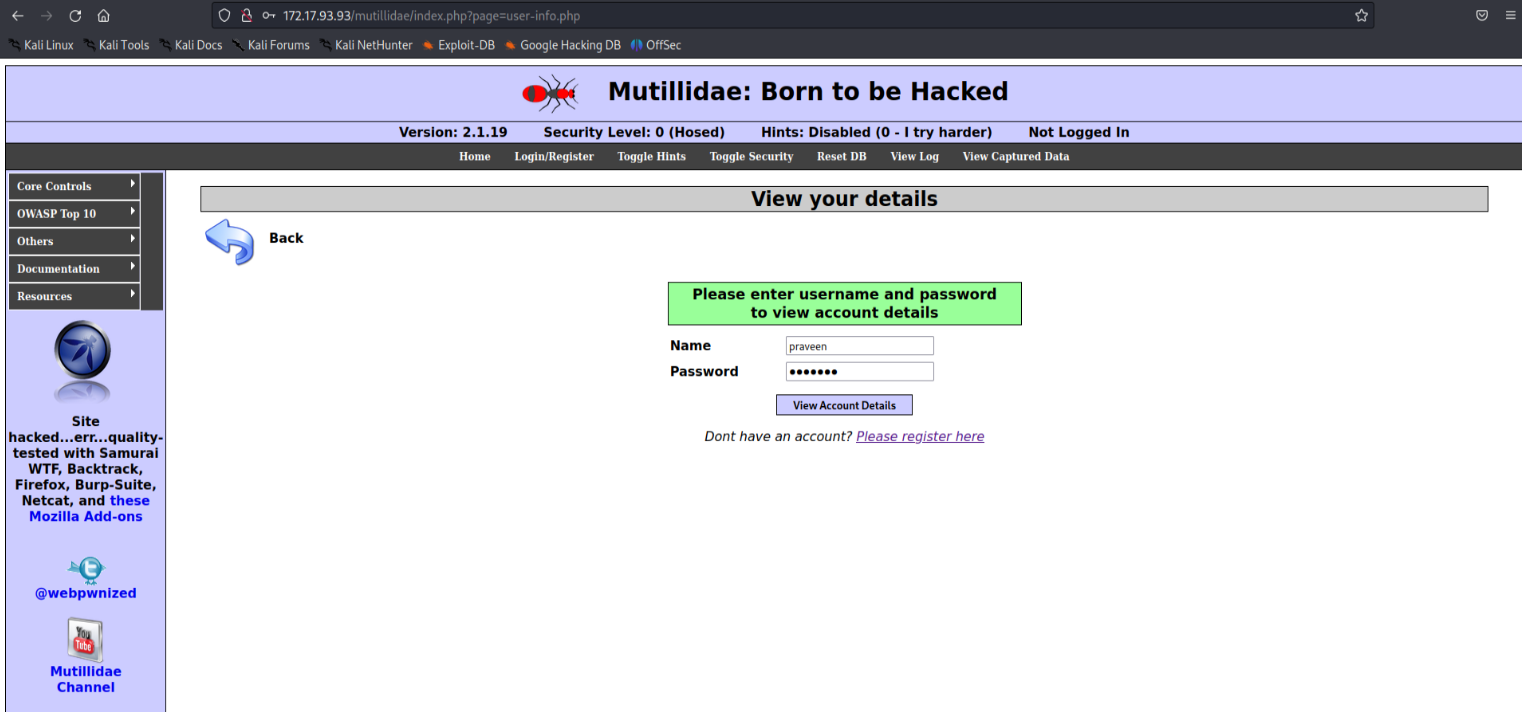 172.17.93.93/mutillidae/index.php?page=user-info.php
Kali Linux Kali Tools Kali Docs Kali Forums Kali NetHunter Exploit-DB Google Hacking DB OffSec
Mutillidae: Born to be Hacked
Version: 2.1.19 Security Level: 0 (Hosed) Hints: Disabled (0 - I try harder) Not Logged In
Home Login/Register Toggle Hints Toggle Security Reset DB View Log View Captured Data
Core Controls
OWASP Top 10
Others
Documentation
Resources
Site
hacked...err...quality-
tested with Samurai
WTF, Backtrack,
Firefox, Burp-Suite,
Netcat, and these
Mozilla Add-ons
@webpwnized
You
Tube
Mutillidae
Channel
View your details
Back
Please enter username and password
to view account details
Name praveen
Password •••••••
View Account Details
Dont have an account? Please register here